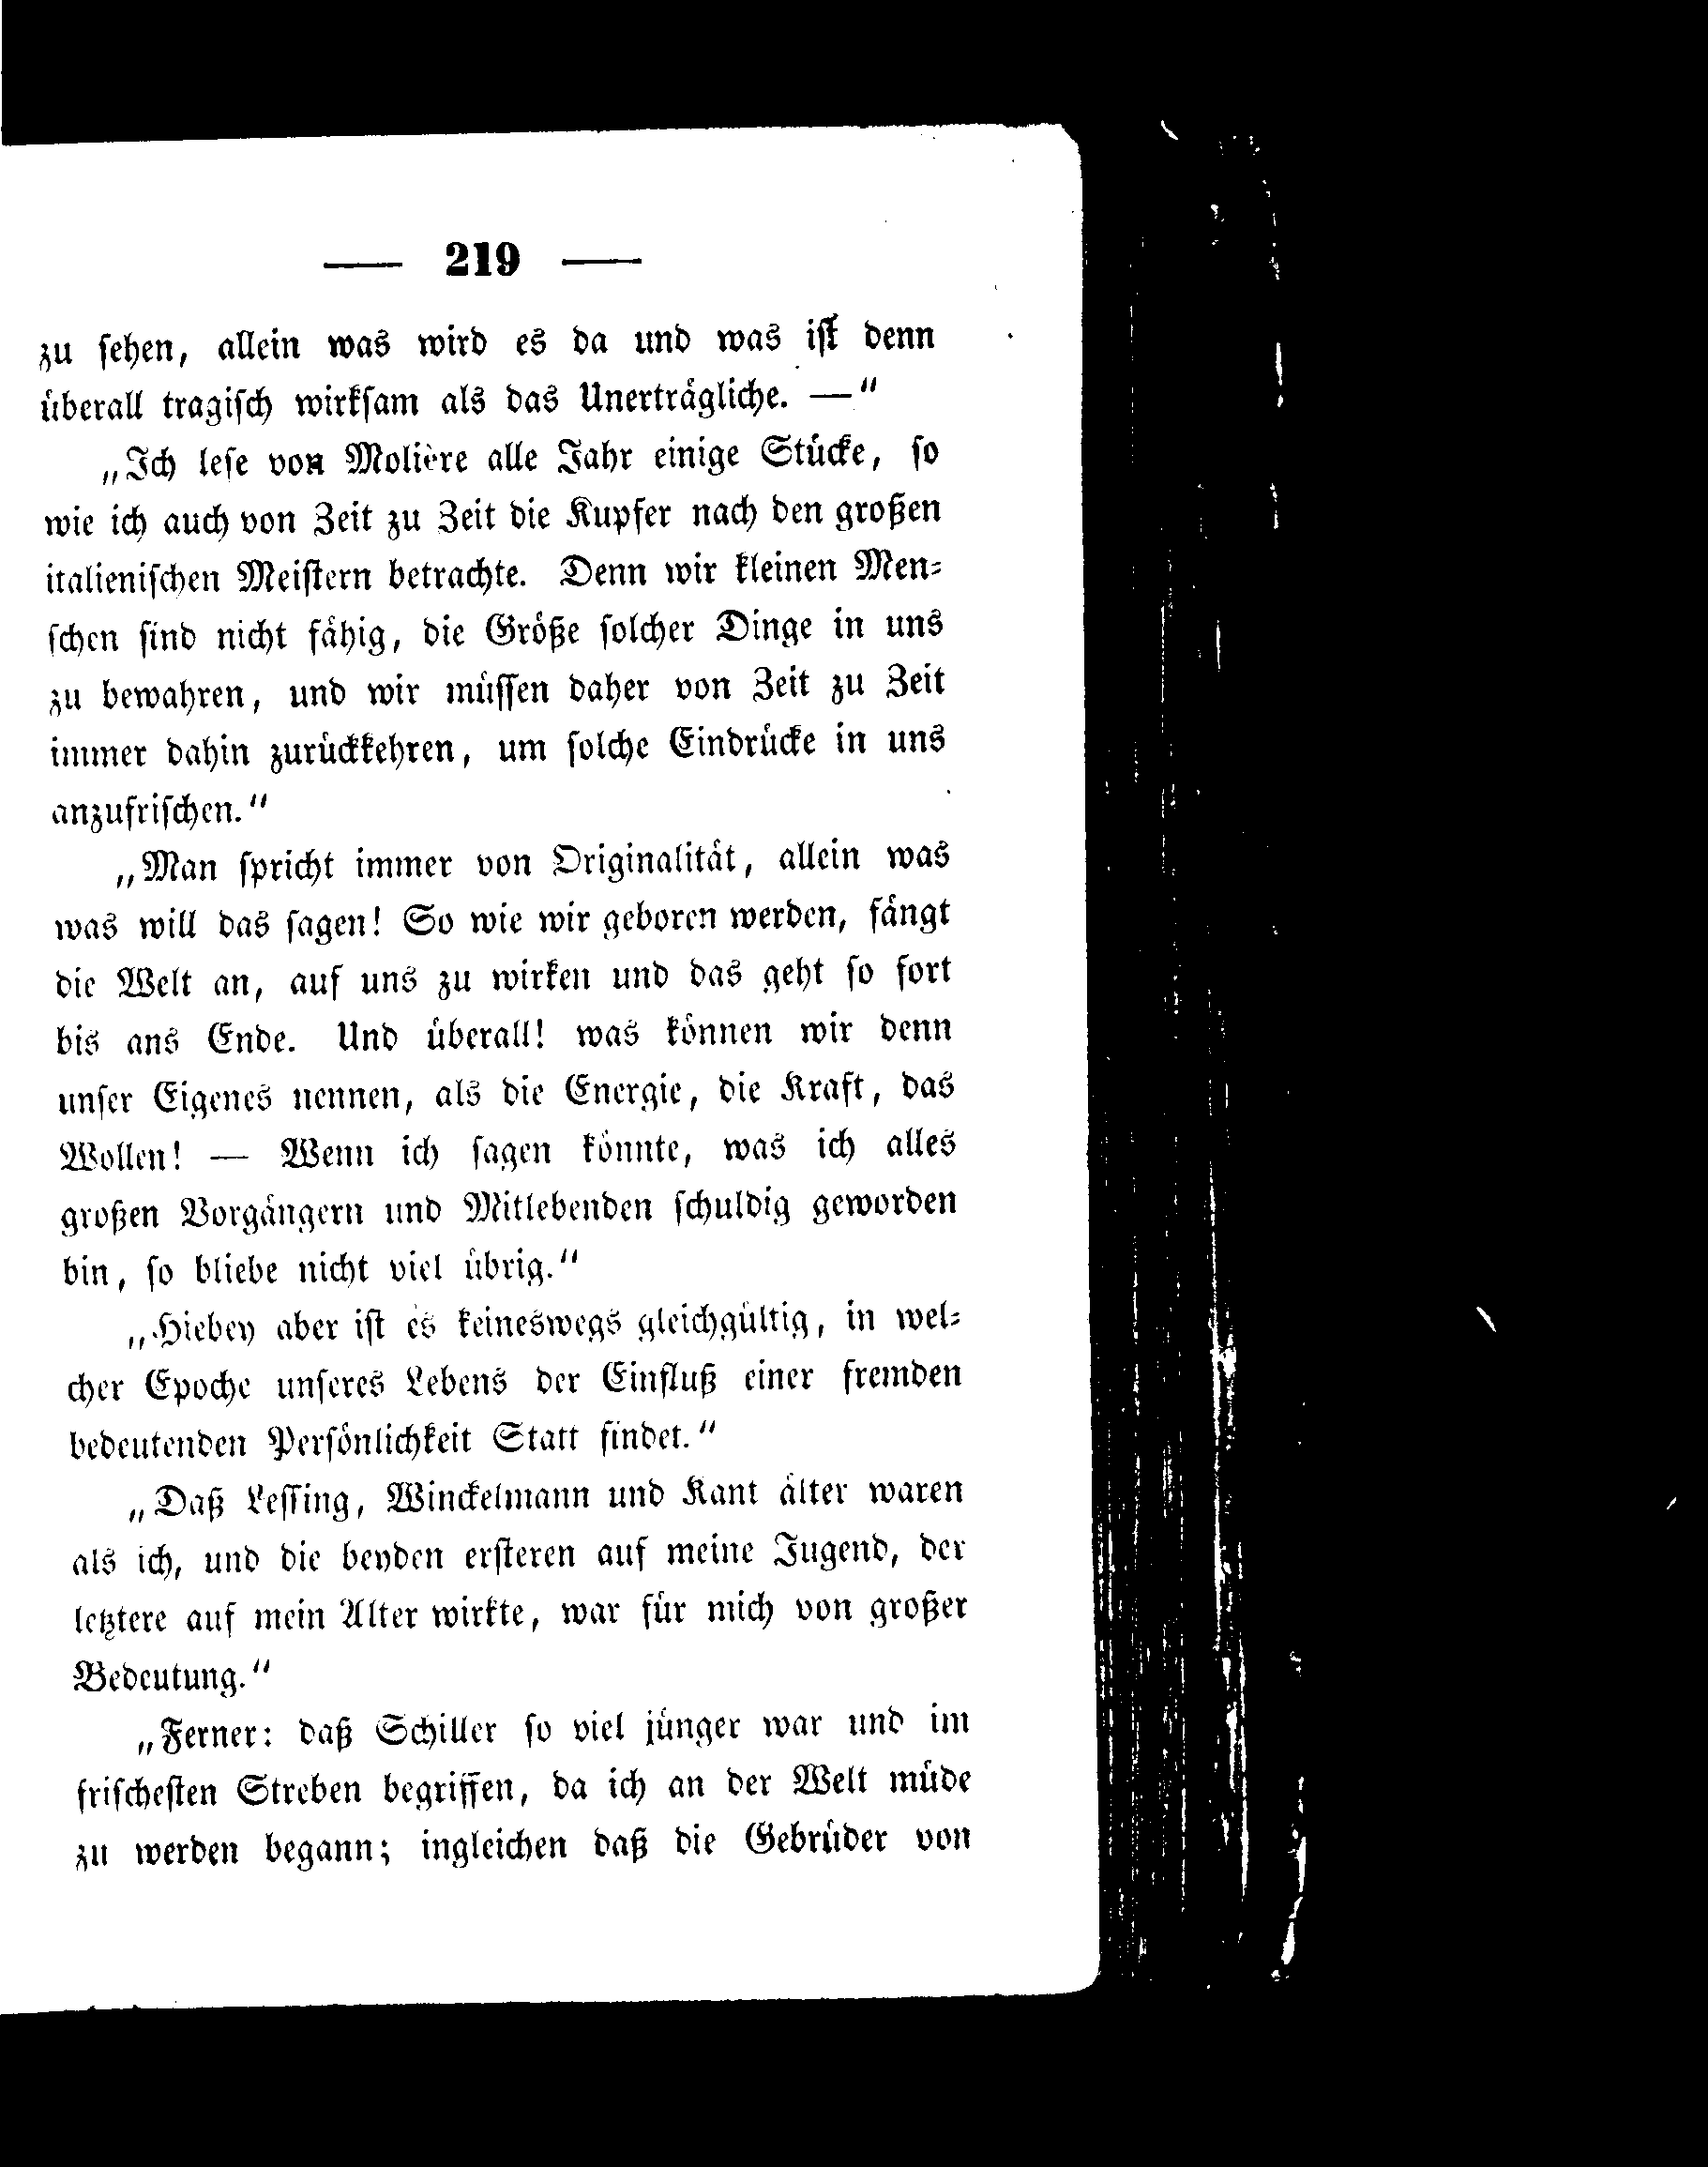 — 219 —
zu ſehen, allein was wird es da und was iſt denn
überall tragiſch wirkſam als das Unerträgliche. —“
„Ich leſe von Molière alle Jahr einige Stücke, ſo
wie ich auch von Zeit zu Zeit die Kupfer nach den großen
italieniſchen Meiſtern betrachte. Denn wir kleinen Men⸗
ſchen ſind nicht fähig, die Größe ſolcher Dinge in uns
zu bewahren, und wir müſſen daher von Zeit zu Zeit
immer dahin zurückkehren, um ſolche Eindrücke in uns
anzufriſchen.“
„Man ſpricht immer von Originalität, allein was
was will das ſagen! So wie wir geboren werden, fängt
die Welt an, auf uns zu wirken und das geht ſo fort
bis ans Ende. Und überall! was können wir denn
unſer Eigenes nennen, als die Energie, die Kraft, das
Wollen! — Wenn ich ſagen könnte, was ich alles
großen Vorgängern und Mitlebenden ſchuldig geworden
bin, ſo bliebe nicht viel übrig.“
„Hiebey aber iſt es keineswegs gleichgültig, in wel⸗
cher Epoche unſeres Lebens der Einfluß einer fremden
bedeutenden Perſönlichkeit Statt findet.“
„Daß Leſſing, Winckelmann und Kant älter waren
als ich, und die beyden erſteren auf meine Jugend, der
letztere auf mein Alter wirkte, war für mich von großer
Bedeutung.“
„Ferner: daß Schiller ſo viel jünger war und im
friſcheſten Streben begriffen, da ich an der Welt müde
zu werden begann; ingleichen daß die Gebrüder von